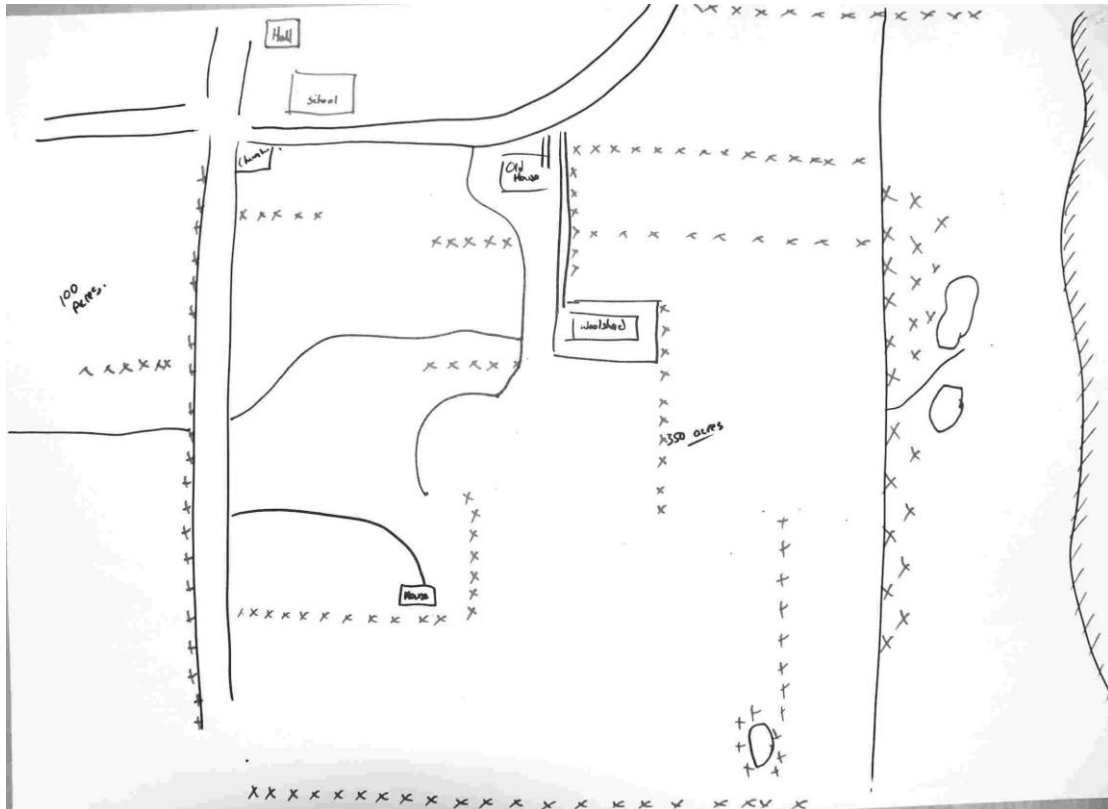 Hall
School
Church.
Old
House
100
Acres.
Woolshed
350 acres
House